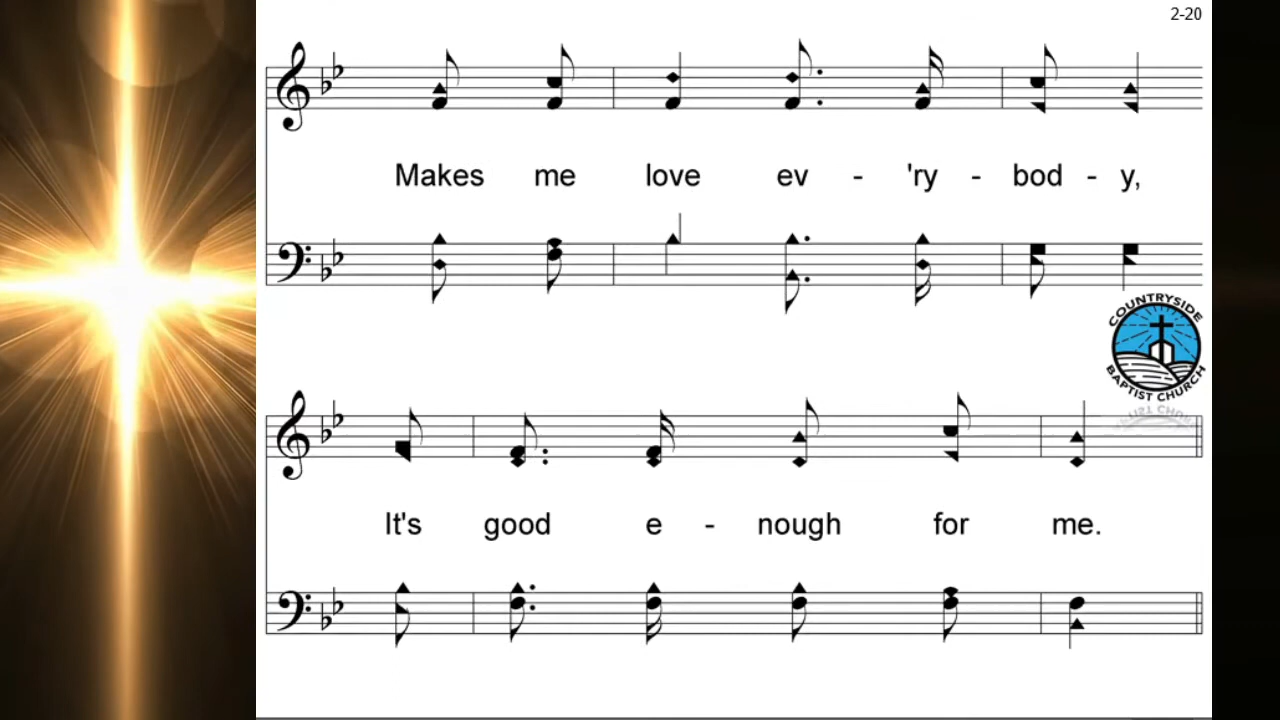 2-20
Makes me love ev - 'ry - bod - y,
COUNTRYSIDE
BAPTIST CHURCH
It's good e - nough for me.